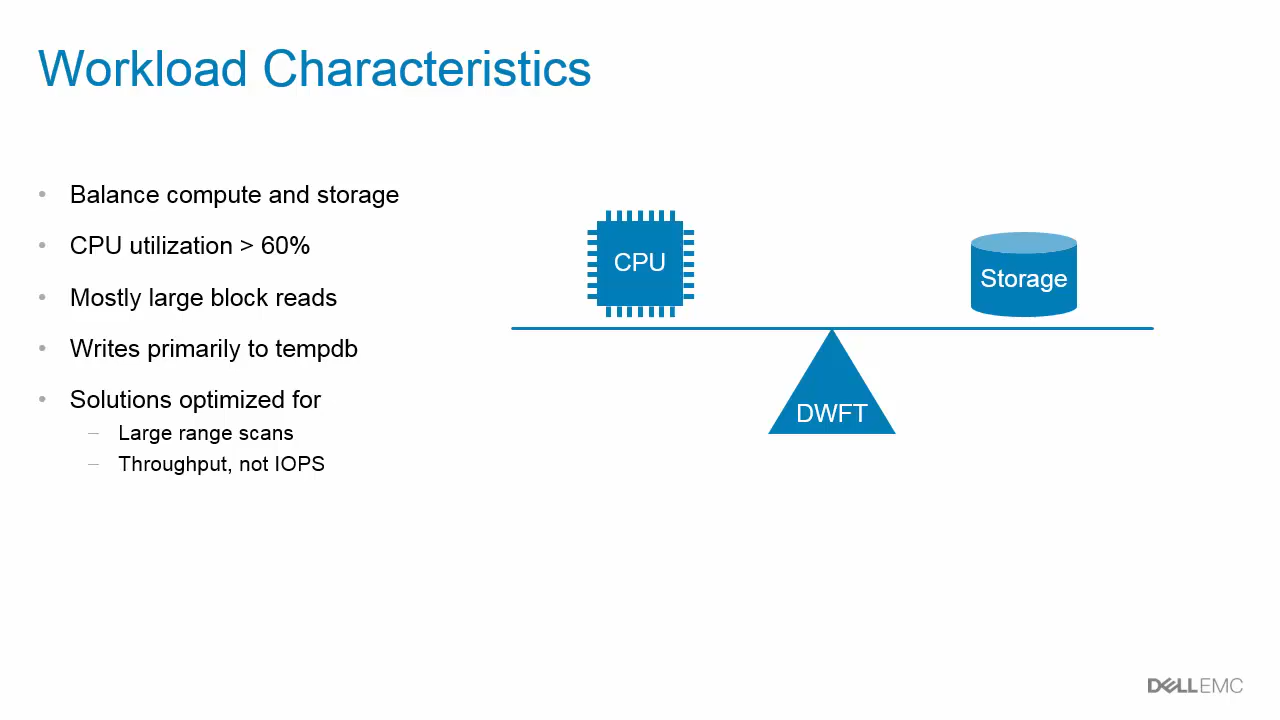 Workload Characteristics
• Balance compute and storage
• CPU utilization > 60%
• Mostly large block reads
• Writes primarily to tempdb
• Solutions optimized for
– Large range scans
– Throughput, not IOPS
CPU
Storage
DWFT
DELLEMC